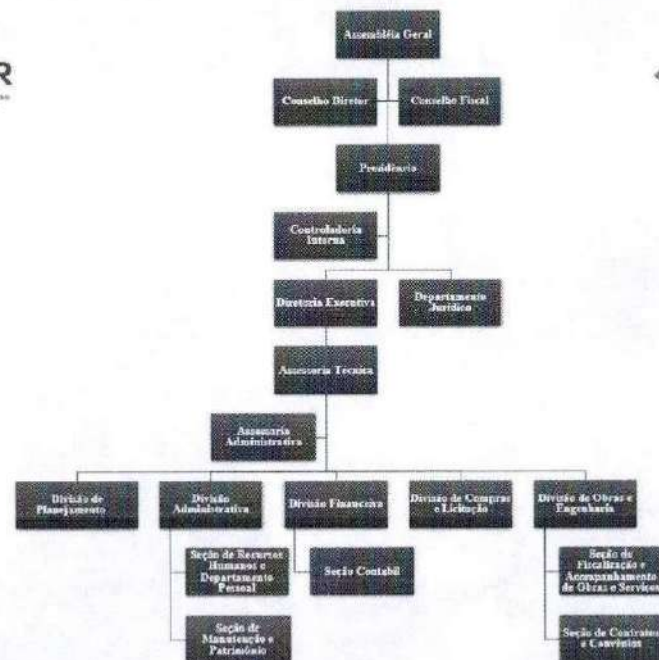 R
Assembléia Geral
Conselho Diretor
Conselho Fiscal
Presidência
Controladoria
Interna
Diretoria Executiva
Departamento
Jurídico
Assessoria Técnica
Assessoria
Administrativa
Divisão de
Planejamento
Divisão
Administrativa
Divisão Financeira
Divisão de Compras
e Licitação
Divisão de Obras e
Engenharia
Seção de Recursos
Humanos e
Departamento
Pessoal
Seção Contabil
Seção de
Fiscalização e
Acompanhamento
de Obras e Serviços
Seção de
Manutenção e
Patrimônio
Seção de Contratos
e Convênios